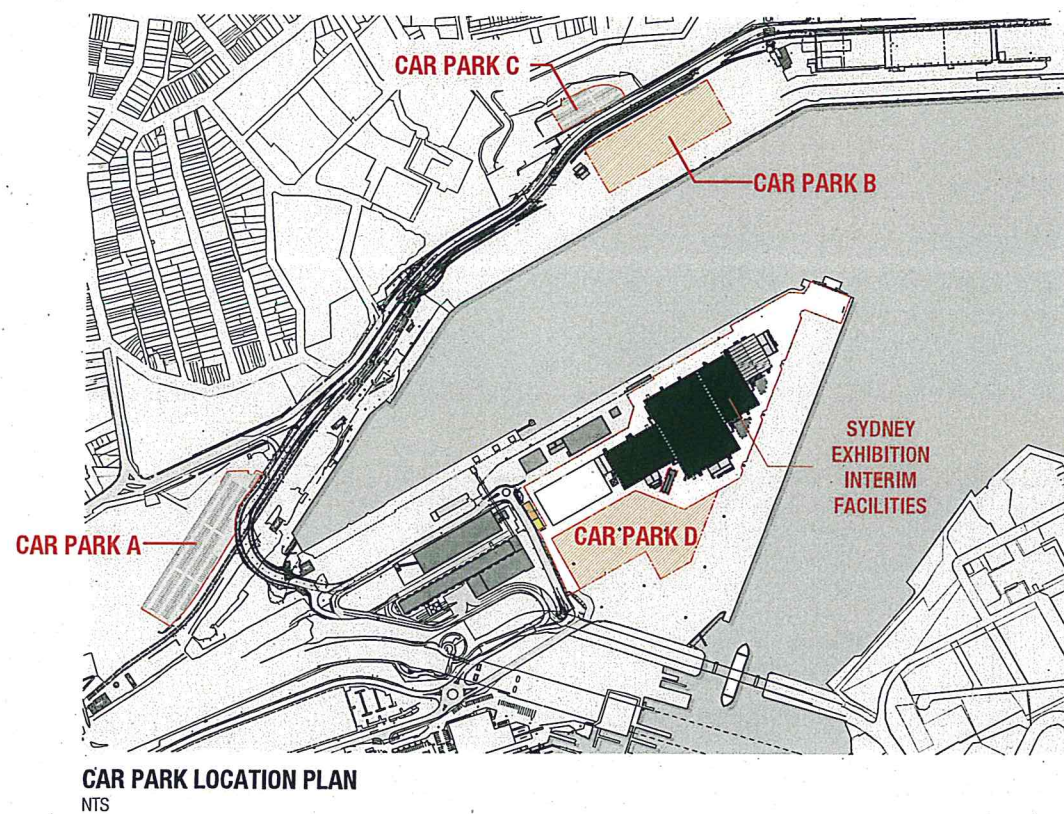 CAR PARK C
CAR PARK B
SYDNEY
EXHIBITION
INTERIM
FACILITIES
CAR PARK A
CAR PARK D
CAR PARK LOCATION PLAN
NTS